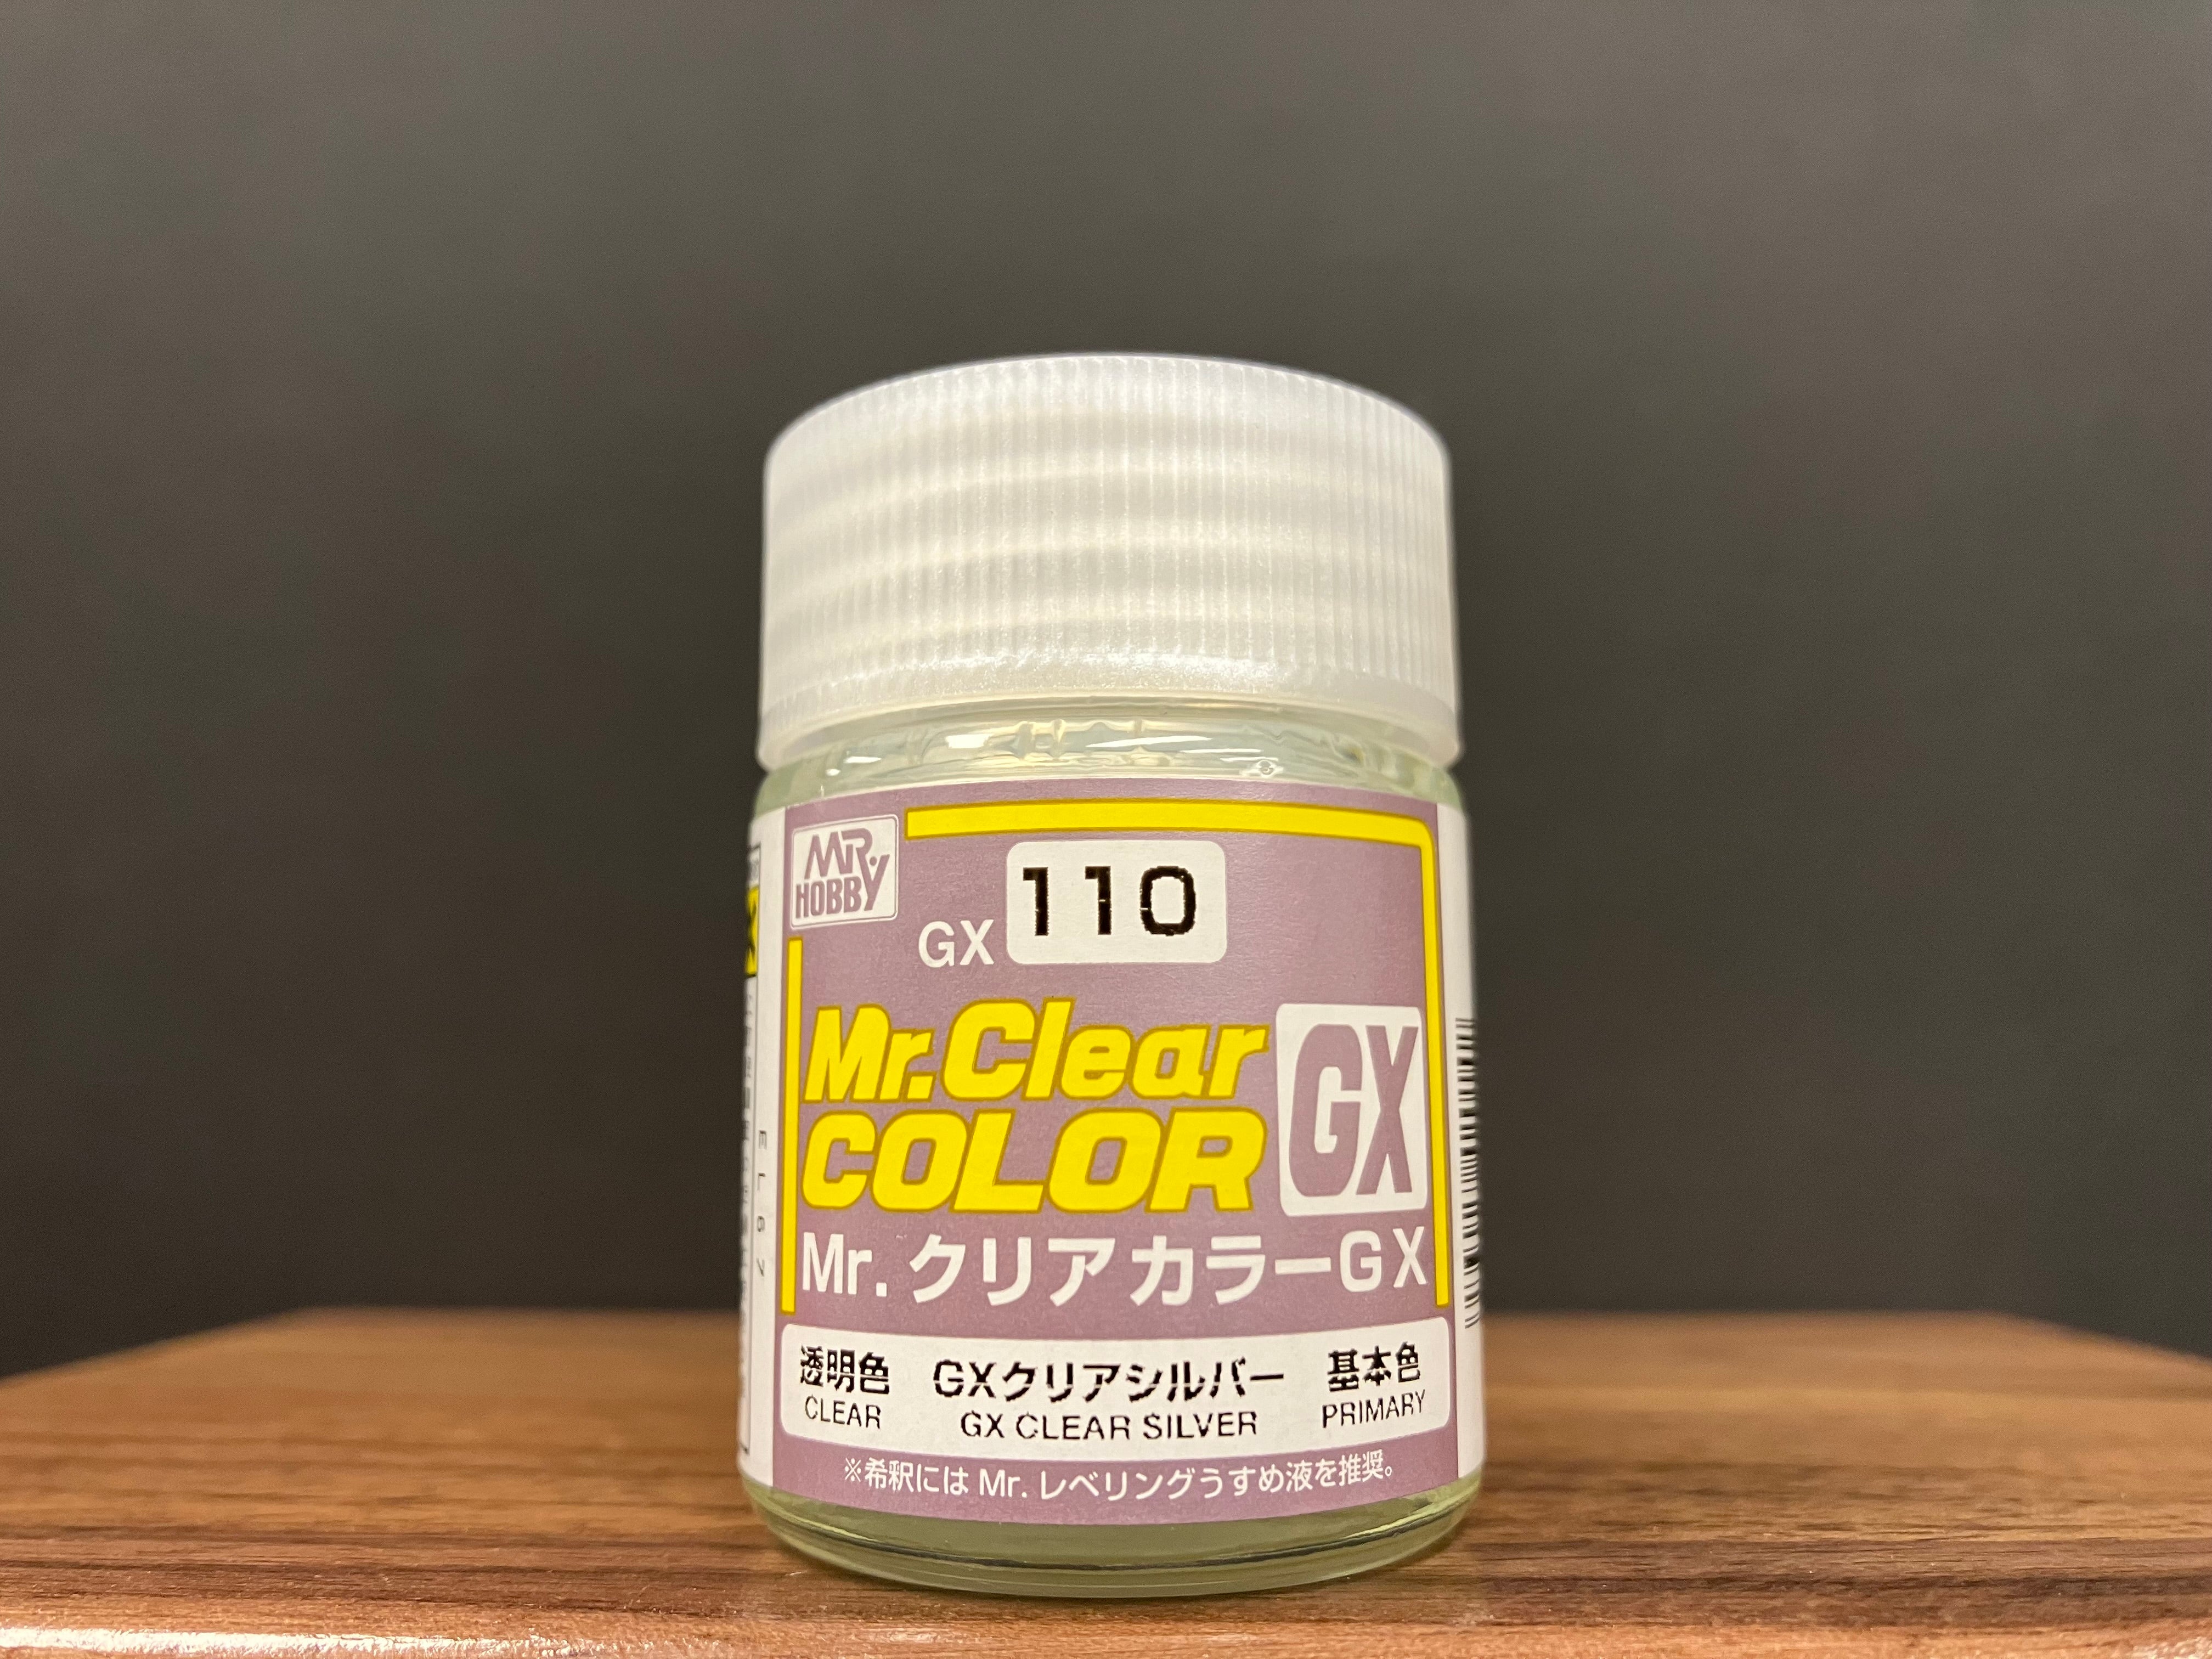 MR.HOBBY
GX 110
Mr.Clear
COLOR GX
Mr.クリアカラーGX
透明色 GXクリアシルバー 基本色
CLEAR GX CLEAR SILVER PRIMARY
※希釈には Mr.レベリングうすめ液を推奨。
EL67